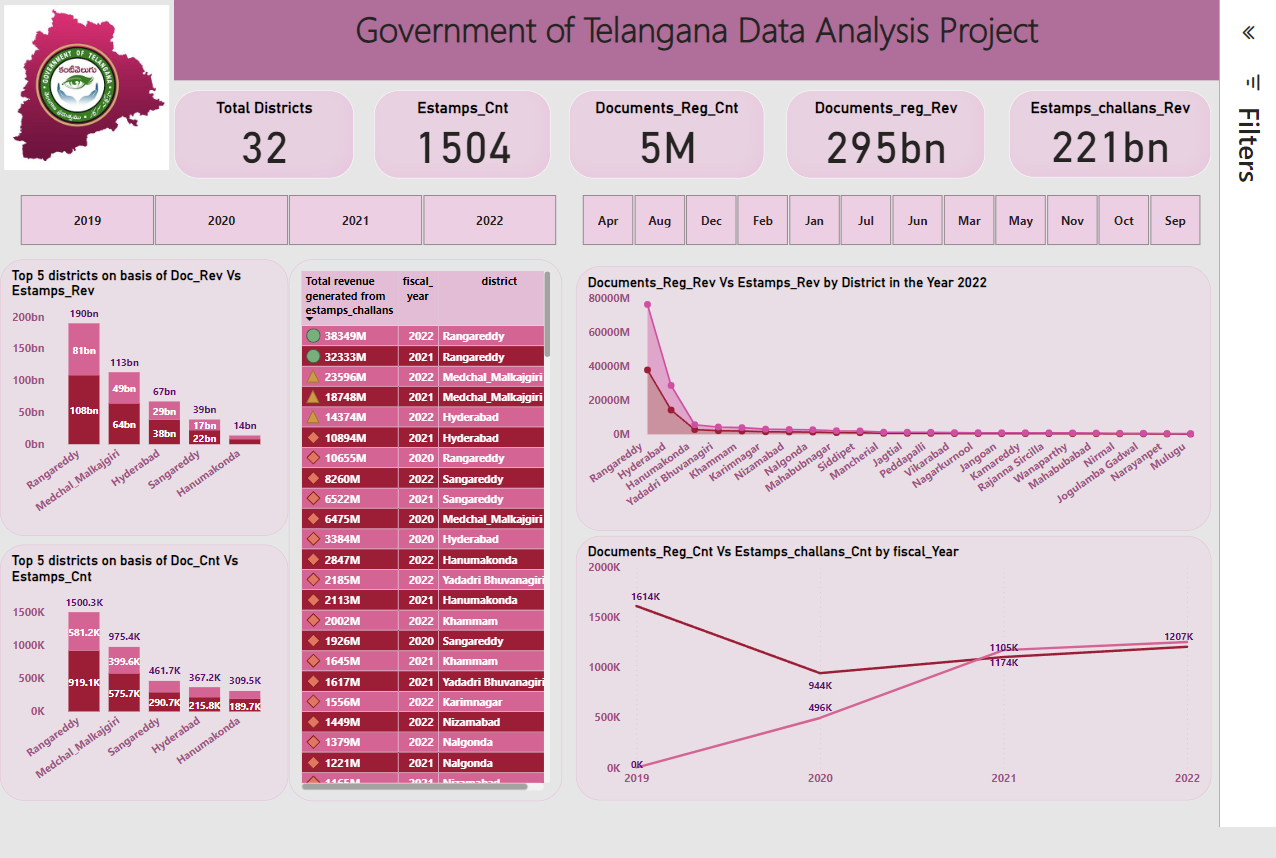 Government of Telangana Data Analysis Project
GOVERNMENT OF TELANGANA
కంటివెలుగు
Total Districts
32
Estamps_Cnt
1504
Documents_Reg_Cnt
5M
Documents_reg_Rev
295bn
Estamps_challans_Rev
221bn
«
Filters
2019 2020 2021 2022
Apr Aug Dec Feb Jan Jul Jun Mar May Nov Oct Sep
Top 5 districts on basis of Doc_Rev Vs
Estamps_Rev
200bn
150bn
100bn
50bn
0bn
190bn
81bn
108bn
113bn
49bn
64bn
67bn
29bn
38bn
39bn
17bn
22bn
14bn
Rangareddy
Medchal_Malkajgiri
Hyderabad
Sangareddy
Hanumakonda
Top 5 districts on basis of Doc_Cnt Vs
Estamps_Cnt
1500K
1000K
500K
0K
1500.3K
581.2K
919.1K
975.4K
399.6K
575.7K
461.7K
290.7K
367.2K
215.8K
309.5K
189.7K
Rangareddy
Medchal_Malkajgiri
Sangareddy
Hyderabad
Hanumakonda
Total revenue fiscal_ district
generated from year
estamps_challans
38349M 2022 Rangareddy
32333M 2021 Rangareddy
23596M 2022 Medchal_Malkajgiri
18748M 2021 Medchal_Malkajgiri
14374M 2022 Hyderabad
10894M 2021 Hyderabad
10655M 2020 Rangareddy
8260M 2022 Sangareddy
6522M 2021 Sangareddy
6475M 2020 Medchal_Malkajgiri
3384M 2020 Hyderabad
2847M 2022 Hanumakonda
2185M 2022 Yadadri Bhuvanagiri
2113M 2021 Hanumakonda
2002M 2022 Khammam
1926M 2020 Sangareddy
1645M 2021 Khammam
1617M 2021 Yadadri Bhuvanagiri
1556M 2022 Karimnagar
1449M 2022 Nizamabad
1379M 2022 Nalgonda
1221M 2021 Nalgonda
1165M 2021 Nizamabad
Documents_Reg_Rev Vs Estamps_Rev by District in the Year 2022
80000M
60000M
40000M
20000M
0M
Rangareddy
Hyderabad
Hanumakonda
Yadadri Bhuvanagiri
Khammam
Karimnagar
Nizamabad
Nalgonda
Mahabubnagar
Siddipet
Mancherial
Jagtial
Peddapalli
Vikarabad
Nagarkurnool
Jangoan
Kamareddy
Rajanna Sircilla
Wanaparthy
Mahabubabad
Nirmal
Jogulamba Gadwal
Narayanpet
Mulugu
Documents_Reg_Cnt Vs Estamps_challans_Cnt by fiscal_Year
2000K
1500K
1000K
500K
0K
1614K
944K
1105K
1174K
1207K
496K
0K
2019 2020 2021 2022